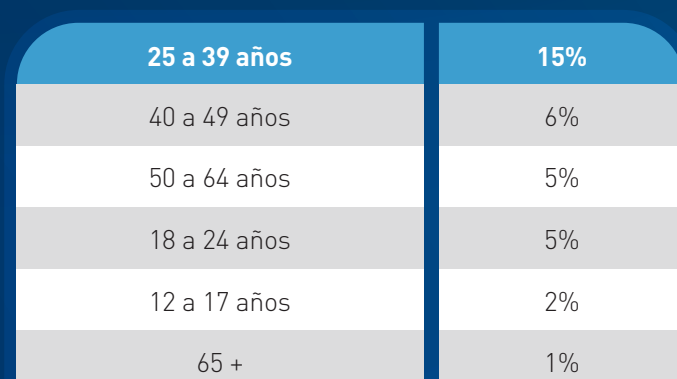 25 a 39 años 15%
40 a 49 años 6%
50 a 64 años 5%
18 a 24 años 5%
12 a 17 años 2%
65 + 1%